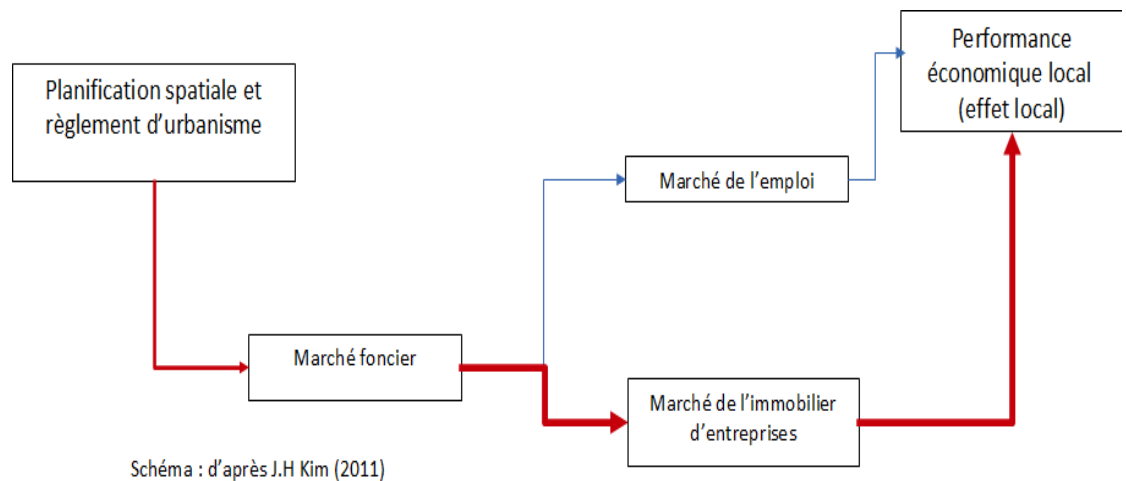 Planification spatiale et
règlement d'urbanisme
Performance
économique local
(effet local)
Marché de l'emploi
Marché foncier
Marché de l'immobilier
d'entreprises
Schéma : d'après J.H Kim (2011)